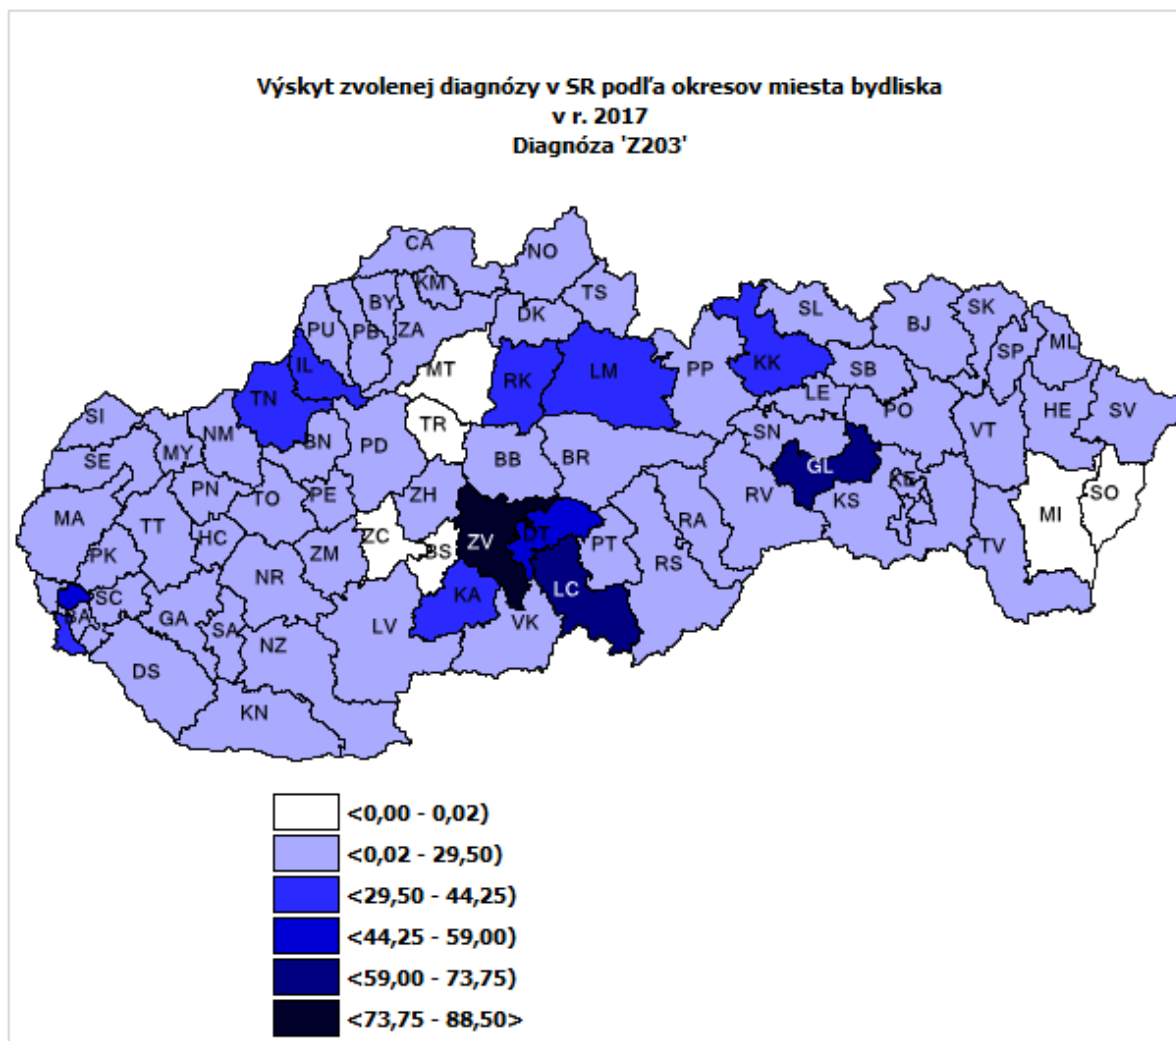 Výskyt zvolenej diagnózy v SR podľa okresov miesta bydliska
v r. 2017
Diagnóza 'Z203'
CA
NO
KM
TS
BY
DK
PU
PB
ZA
SL
SK
BJ
ML
SP
IL
MT
RK
LM
PP
KK
SB
TN
LE
SI
TR
PO
HE
SV
NM
BN
PD
SN
VT
MY
SE
BB
BR
GL
PN
TO
PE
ZH
RV
KS
KE
SO
MA
TT
ZC
RA
MI
HC
ZM
BS
ZV
DT
PT
TV
PK
NR
RS
SC
KA
LC
BA
GA
SA
LV
VK
NZ
DS
KN
<0,00 - 0,02)
<0,02 - 29,50)
<29,50 - 44,25)
<44,25 - 59,00)
<59,00 - 73,75)
<73,75 - 88,50>